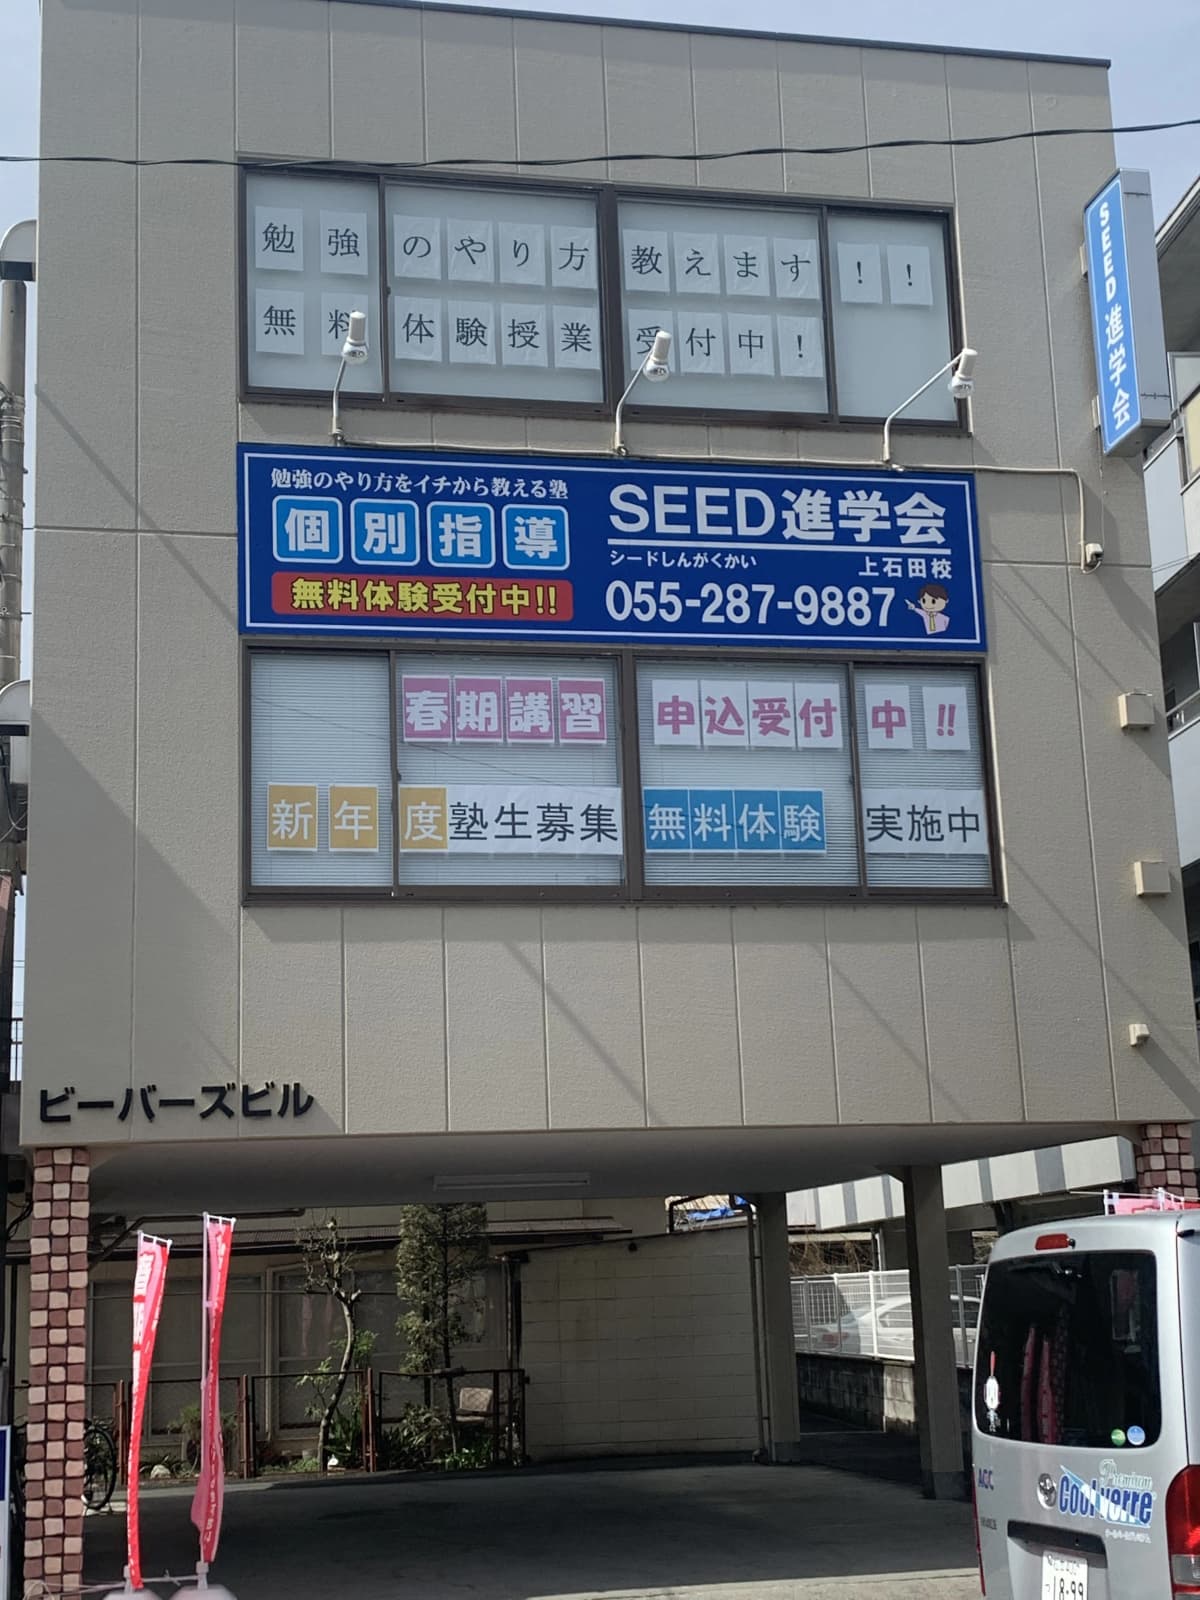 勉強のやり方教えます！！
無料体験授業受付中！
SEED進学会
勉強のやり方をイチから教える塾
個別指導
無料体験受付中!!
SEED進学会
シードしんがくかい
上石田校
055-287-9887
春期講習 申込受付中!!
新年度塾生募集 無料体験実施中
ビーバーズビル
Premium
Cool verre
18-99